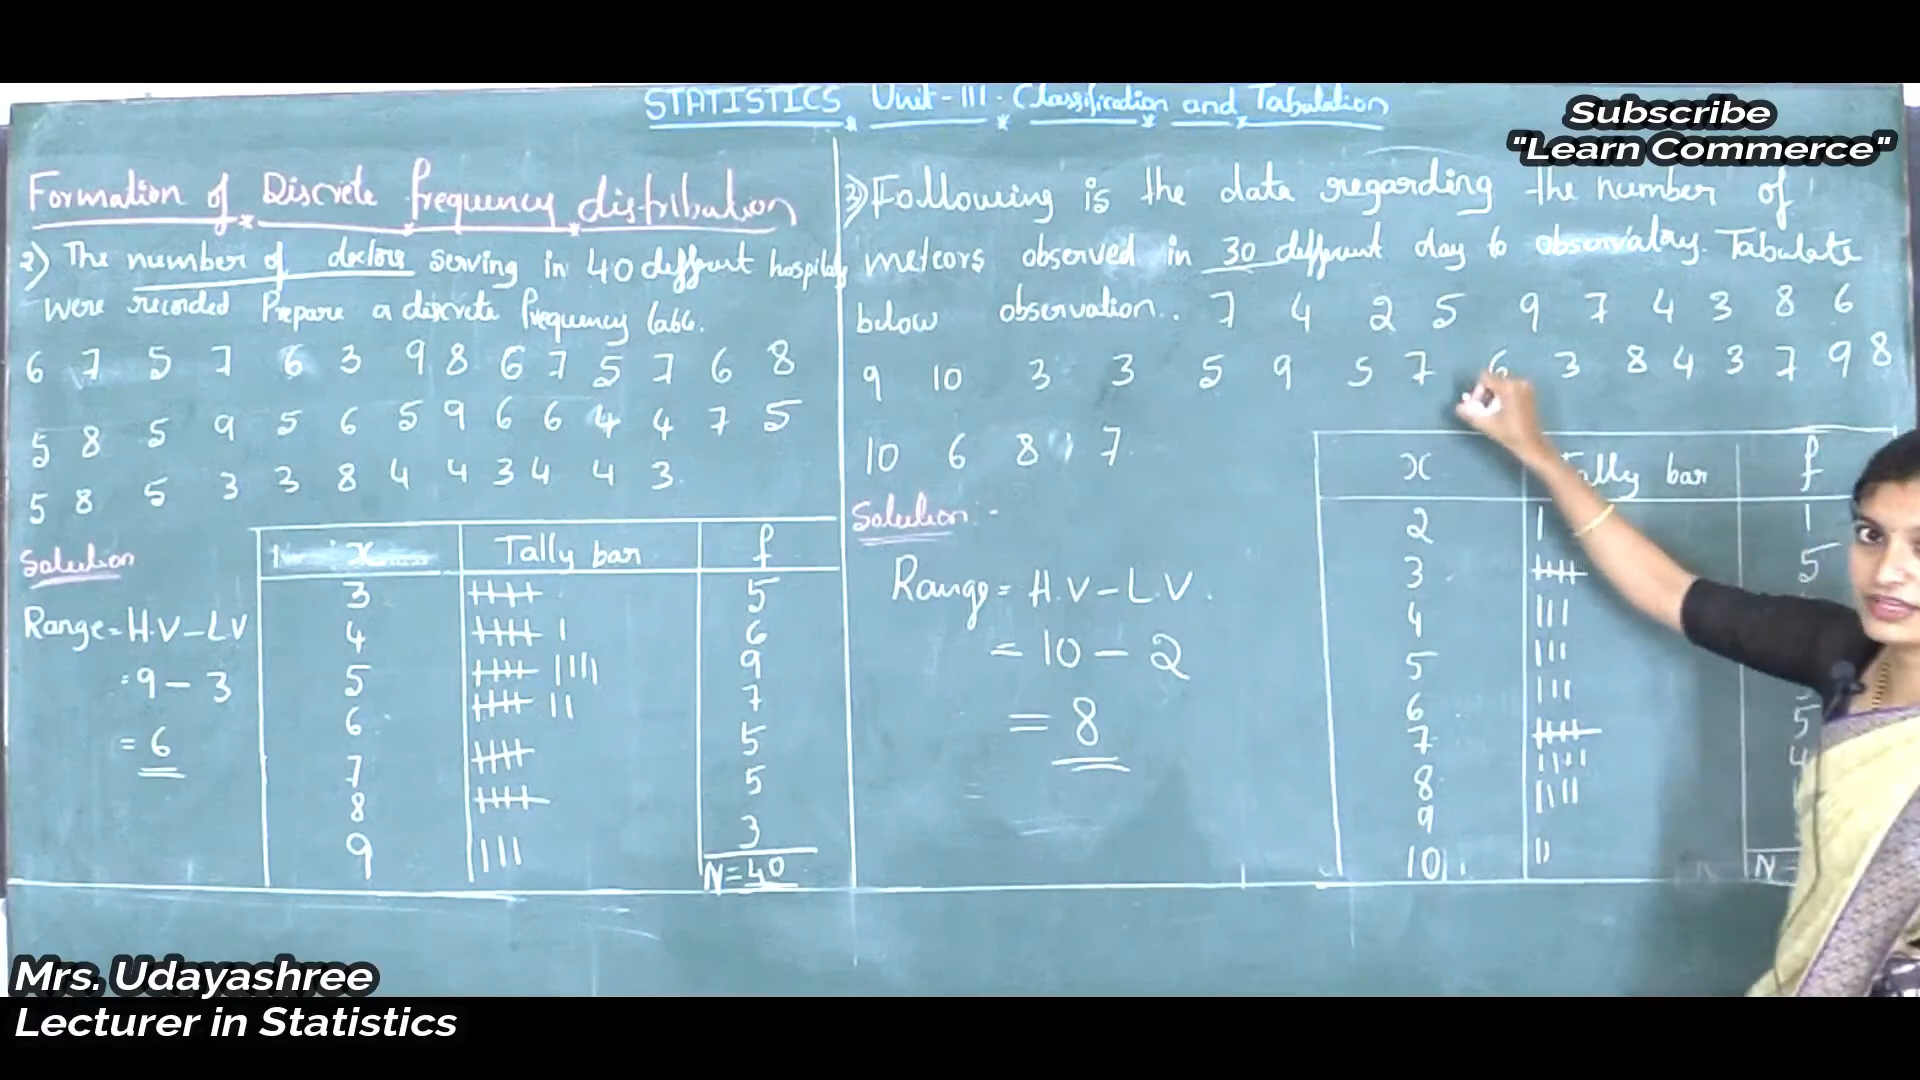 STATISTICS Unit-III - Classification and Tabulation
Subscribe
"Learn Commerce"
Formation of Discrete frequency distribution
2) The number of doctors serving in 40 different hospitals
were recorded Prepare a discrete frequency table.
6 7 5 7 6 3 9 8 6 7 5 7 6 8
5 8 5 9 5 6 5 9 6 6 4 4 7 5
5 8 5 3 3 8 4 4 3 4 4 3
Solution
Range = H.V - L.V
= 9 - 3
= 6
x Tally bar f
3 5
4 6
5 9
6 7
7 5
8 5
9 3
N = 40
3) Following is the data regarding the number of
meteors observed in 30 different day to observatory. Tabulate
below observation.. 7 4 2 5 9 7 4 3 8 6
9 10 3 3 5 9 5 7 6 3 8 4 3 7 9 8
10 6 8 7
Solution :-
Range = H.V - L.V.
= 10 - 2
= 8
x Tally bar f
2 1
3 5
4
5
6
7 5
8 4
9
10
N =
Mrs. Udayashree
Lecturer in Statistics